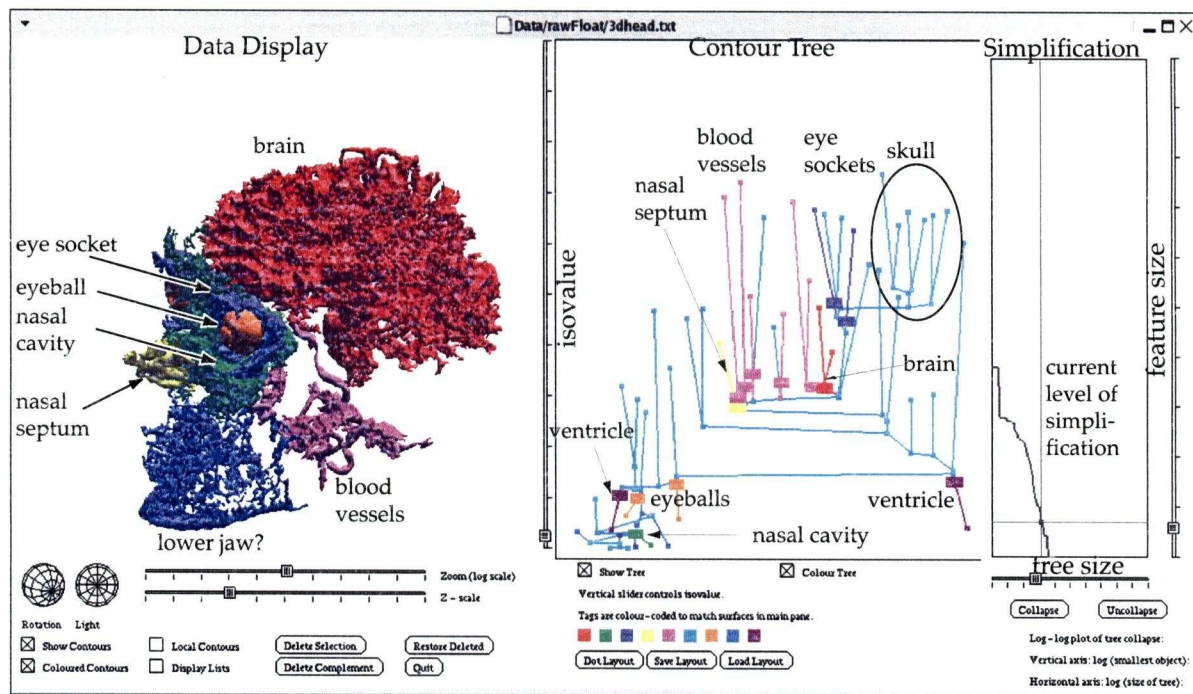 Data/rawFloat/3dhead.txt
Data Display
brain
eye socket
eyeball
nasal
cavity
nasal
septum
blood
vessels
lower jaw?
Contour Tree
isovalue
blood
vessels
eye
sockets
skull
nasal
septum
brain
ventricle
eyeballs
ventricle
nasal cavity
Simplification
feature size
current
level of
simpli-
fication
tree size
Rotation
Light
Zoom (log scale)
Z - scale
Show Contours
Local Contours
Delete Selection
Restore Deleted
Coloured Contours
Display Lists
Delete Complement
Quit
Show Tree
Colour Tree
Vertical slider controls isovalue.
Tags are colour-coded to match surfaces in main pane.
Dot Layout
Save Layout
Load Layout
Collapse
Uncollapse
Log - log plot of tree collapse:
Vertical axis: log (smallest object):
Horizontal axis: log (size of tree):